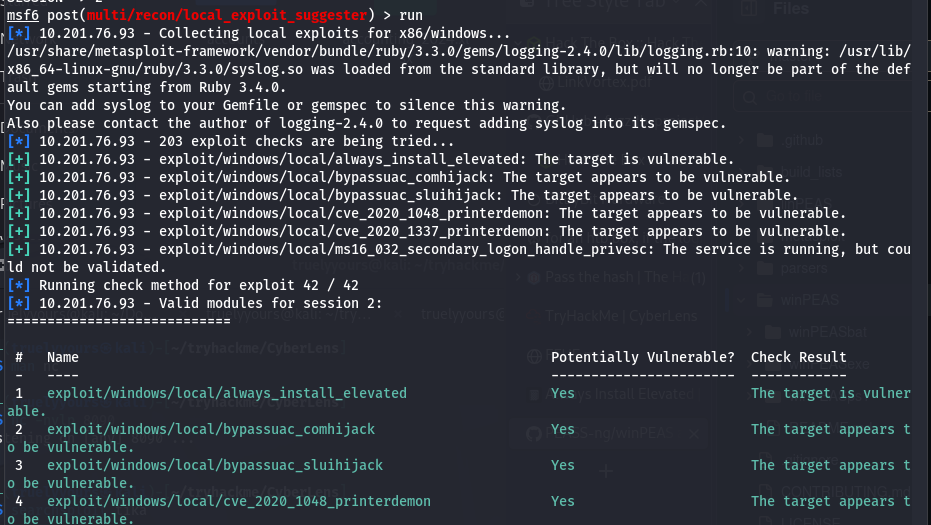 msf6 post(multi/recon/local_exploit_suggester) > run
[*] 10.201.76.93 - Collecting local exploits for x86/windows...
/usr/share/metasploit-framework/vendor/bundle/ruby/3.3.0/gems/logging-2.4.0/lib/logging.rb:10: warning: /usr/lib/
x86_64-linux-gnu/ruby/3.3.0/syslog.so was loaded from the standard library, but will no longer be part of the def
ault gems starting from Ruby 3.4.0.
You can add syslog to your Gemfile or gemspec to silence this warning.
Also please contact the author of logging-2.4.0 to request adding syslog into its gemspec.
[*] 10.201.76.93 - 203 exploit checks are being tried...
[+] 10.201.76.93 - exploit/windows/local/always_install_elevated: The target is vulnerable.
[+] 10.201.76.93 - exploit/windows/local/bypassuac_comhijack: The target appears to be vulnerable.
[+] 10.201.76.93 - exploit/windows/local/bypassuac_sluihijack: The target appears to be vulnerable.
[+] 10.201.76.93 - exploit/windows/local/cve_2020_1048_printerdemon: The target appears to be vulnerable.
[+] 10.201.76.93 - exploit/windows/local/cve_2020_1337_printerdemon: The target appears to be vulnerable.
[+] 10.201.76.93 - exploit/windows/local/ms16_032_secondary_logon_handle_privesc: The service is running, but cou
ld not be validated.
[*] Running check method for exploit 42 / 42
[*] 10.201.76.93 - Valid modules for session 2:
============================
# Name Potentially Vulnerable? Check Result
- ---- ----------------------- ------------
1 exploit/windows/local/always_install_elevated Yes The target is vulner
able.
2 exploit/windows/local/bypassuac_comhijack Yes The target appears t
o be vulnerable.
3 exploit/windows/local/bypassuac_sluihijack Yes The target appears t
o be vulnerable.
4 exploit/windows/local/cve_2020_1048_printerdemon Yes The target appears t
o be vulnerable.